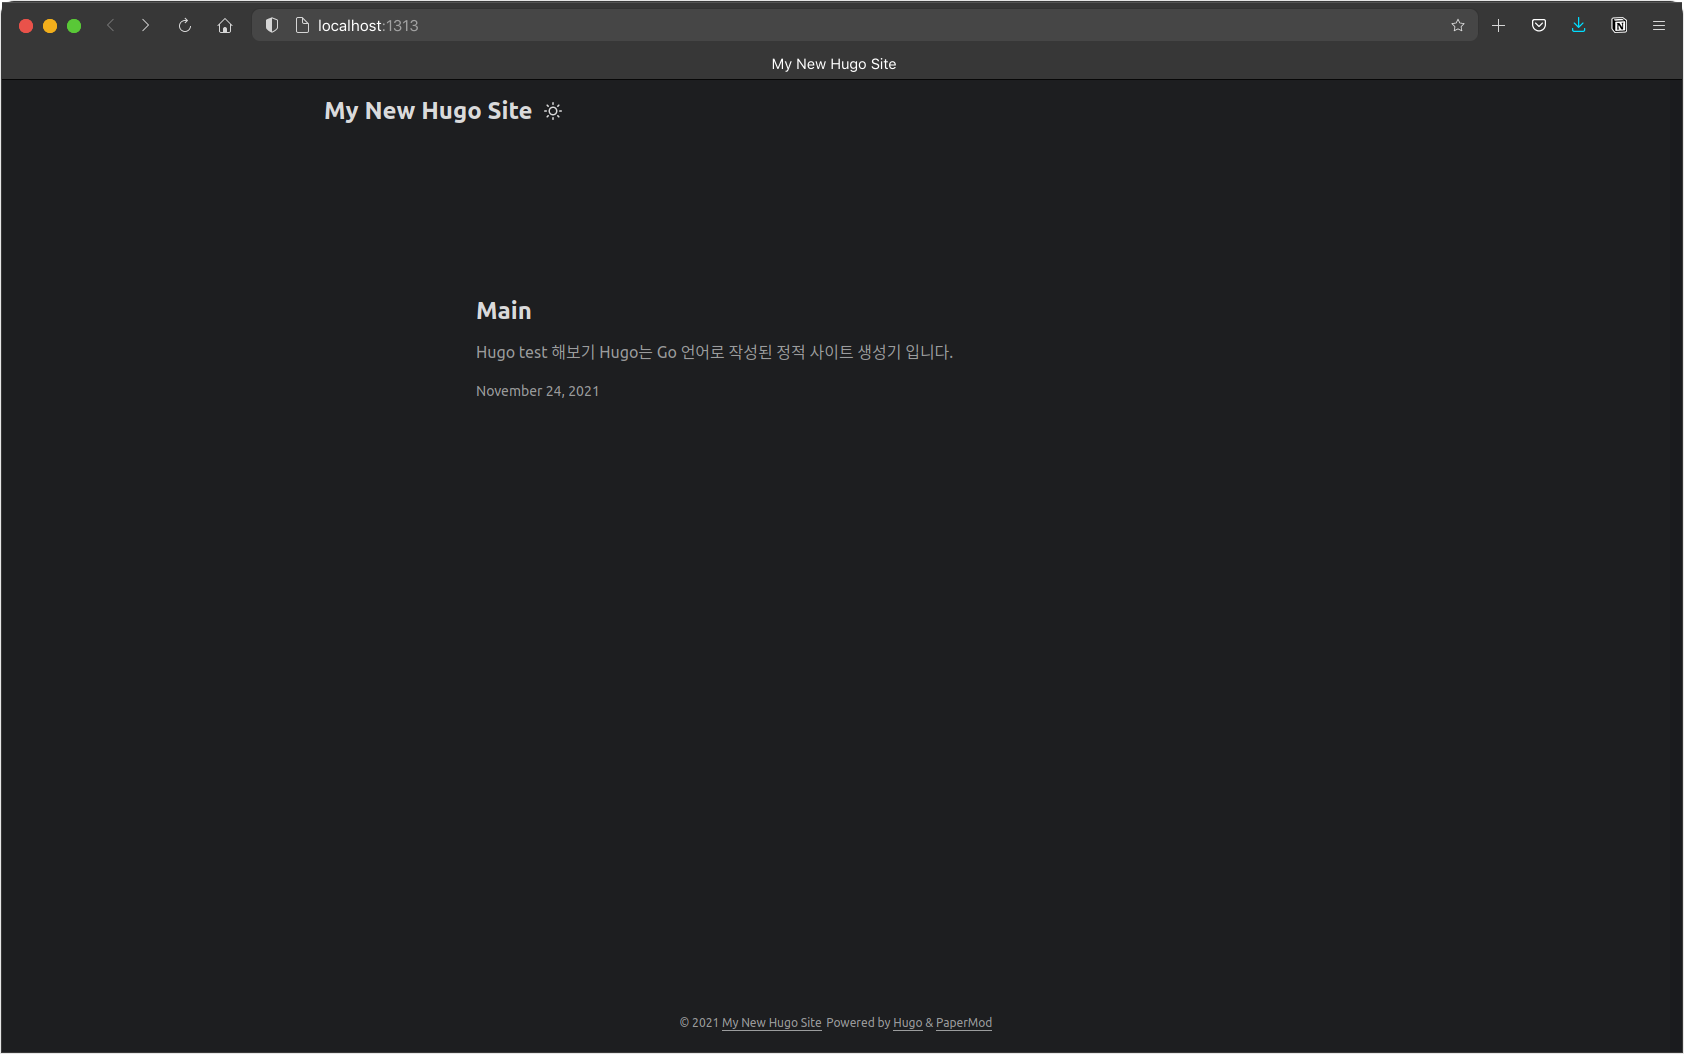 localhost:1313
My New Hugo Site
My New Hugo Site
Main
Hugo test 해보기 Hugo는 Go 언어로 작성된 정적 사이트 생성기 입니다.
November 24, 2021
© 2021 My New Hugo Site Powered by Hugo & PaperMod